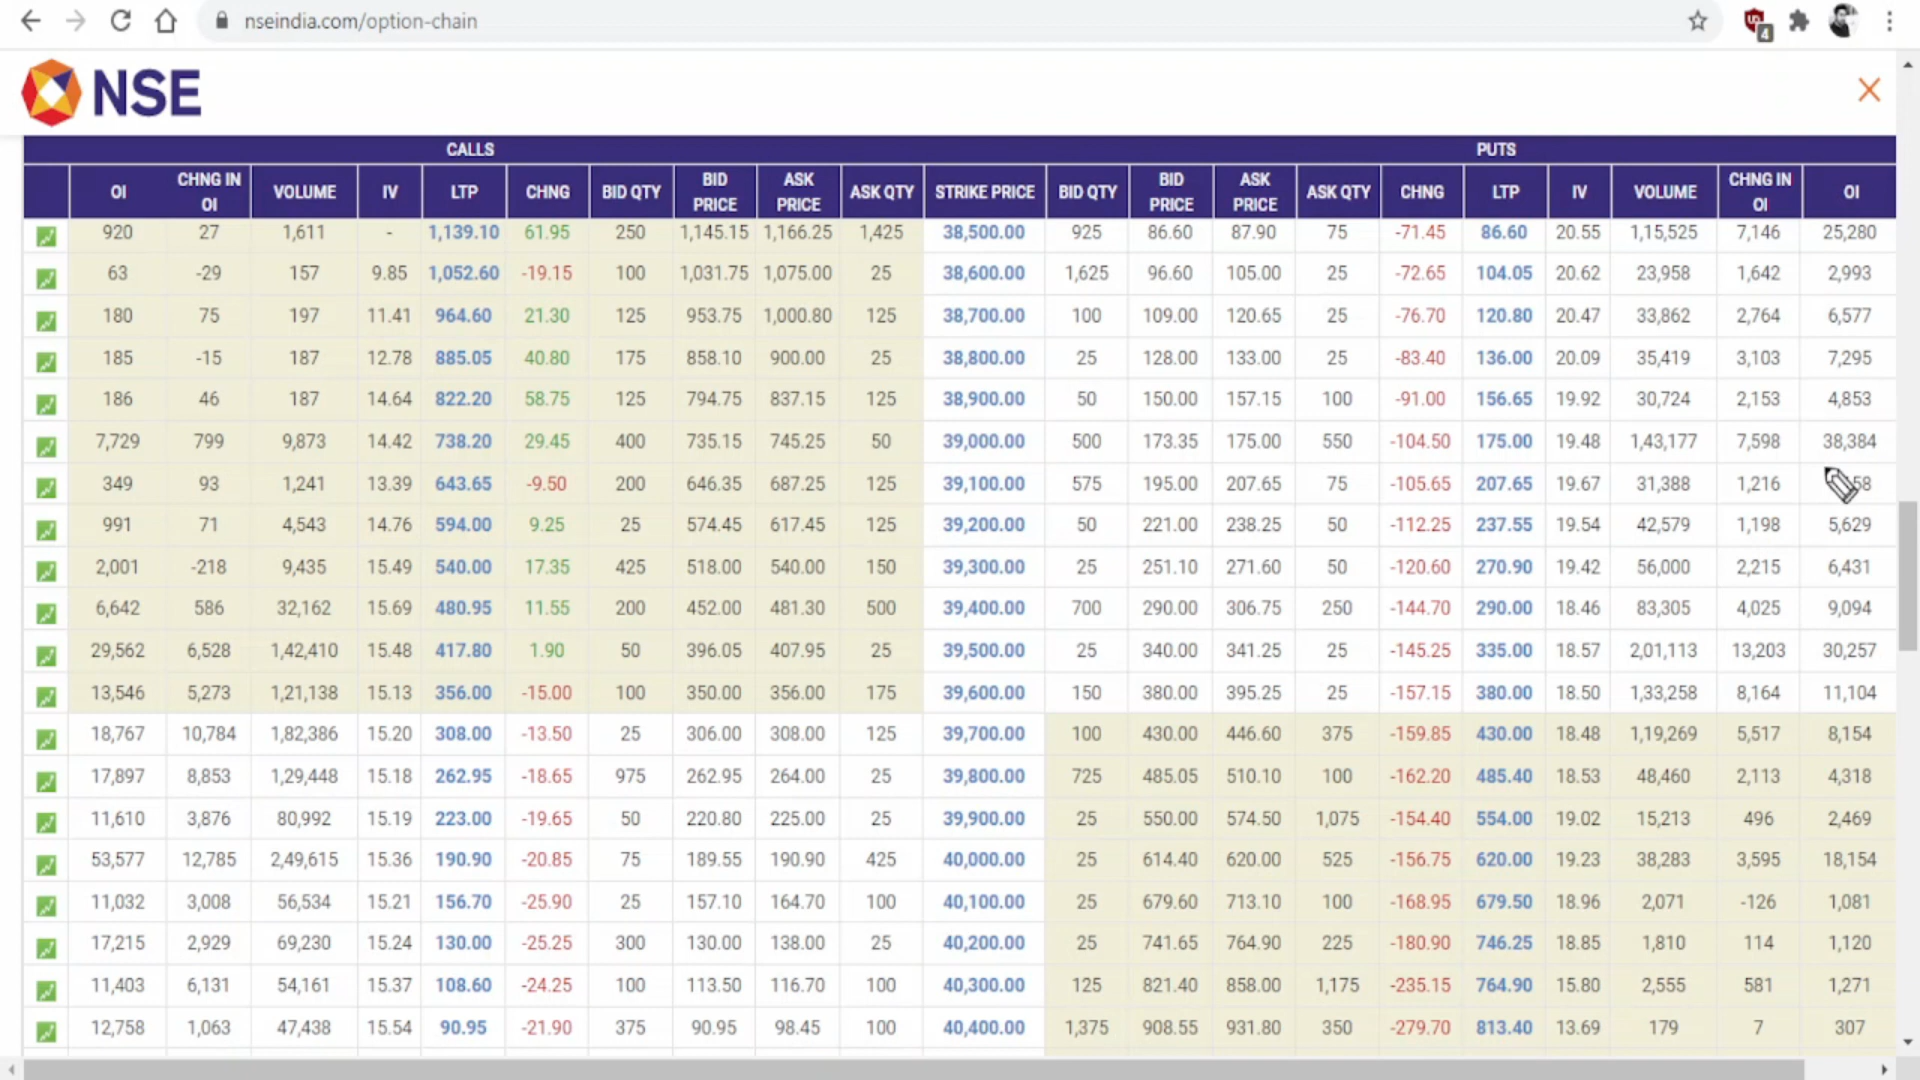 nseindia.com/option-chain
4
NSE
CALLS PUTS
OI CHNG IN OI VOLUME IV LTP CHNG BID QTY BID PRICE ASK PRICE ASK QTY STRIKE PRICE BID QTY BID PRICE ASK PRICE ASK QTY CHNG LTP IV VOLUME CHNG IN OI OI
920 27 1,611 - 1,139.10 61.95 250 1,145.15 1,166.25 1,425 38,500.00 925 86.60 87.90 75 -71.45 86.60 20.55 1,15,525 7,146 25,280
63 -29 157 9.85 1,052.60 -19.15 100 1,031.75 1,075.00 25 38,600.00 1,625 96.60 105.00 25 -72.65 104.05 20.62 23,958 1,642 2,993
180 75 197 11.41 964.60 21.30 125 953.75 1,000.80 125 38,700.00 100 109.00 120.65 25 -76.70 120.80 20.47 33,862 2,764 6,577
185 -15 187 12.78 885.05 40.80 175 858.10 900.00 25 38,800.00 25 128.00 133.00 25 -83.40 136.00 20.09 35,419 3,103 7,295
186 46 187 14.64 822.20 58.75 125 794.75 837.15 125 38,900.00 50 150.00 157.15 100 -91.00 156.65 19.92 30,724 2,153 4,853
7,729 799 9,873 14.42 738.20 29.45 400 735.15 745.25 50 39,000.00 500 173.35 175.00 550 -104.50 175.00 19.48 1,43,177 7,598 38,384
349 93 1,241 13.39 643.65 -9.50 200 646.35 687.25 125 39,100.00 575 195.00 207.65 75 -105.65 207.65 19.67 31,388 1,216
991 71 4,543 14.76 594.00 9.25 25 574.45 617.45 125 39,200.00 50 221.00 238.25 50 -112.25 237.55 19.54 42,579 1,198 5,629
2,001 -218 9,435 15.49 540.00 17.35 425 518.00 540.00 150 39,300.00 25 251.10 271.60 50 -120.60 270.90 19.42 56,000 2,215 6,431
6,642 586 32,162 15.69 480.95 11.55 200 452.00 481.30 500 39,400.00 700 290.00 306.75 250 -144.70 290.00 18.46 83,305 4,025 9,094
29,562 6,528 1,42,410 15.48 417.80 1.90 50 396.05 407.95 25 39,500.00 25 340.00 341.25 25 -145.25 335.00 18.57 2,01,113 13,203 30,257
13,546 5,273 1,21,138 15.13 356.00 -15.00 100 350.00 356.00 175 39,600.00 150 380.00 395.25 25 -157.15 380.00 18.50 1,33,258 8,164 11,104
18,767 10,784 1,82,386 15.20 308.00 -13.50 25 306.00 308.00 125 39,700.00 100 430.00 446.60 375 -159.85 430.00 18.48 1,19,269 5,517 8,154
17,897 8,853 1,29,448 15.18 262.95 -18.65 975 262.95 264.00 25 39,800.00 725 485.05 510.10 100 -162.20 485.40 18.53 48,460 2,113 4,318
11,610 3,876 80,992 15.19 223.00 -19.65 50 220.80 225.00 25 39,900.00 25 550.00 574.50 1,075 -154.40 554.00 19.02 15,213 496 2,469
53,577 12,785 2,49,615 15.36 190.90 -20.85 75 189.55 190.90 425 40,000.00 25 614.40 620.00 525 -156.75 620.00 19.23 38,283 3,595 18,154
11,032 3,008 56,534 15.21 156.70 -25.90 25 157.10 164.70 100 40,100.00 25 679.60 713.10 100 -168.95 679.50 18.96 2,071 -126 1,081
17,215 2,929 69,230 15.24 130.00 -25.25 300 130.00 138.00 25 40,200.00 25 741.65 764.90 225 -180.90 746.25 18.85 1,810 114 1,120
11,403 6,131 54,161 15.37 108.60 -24.25 100 113.50 116.70 100 40,300.00 125 821.40 858.00 1,175 -235.15 764.90 15.80 2,555 581 1,271
12,758 1,063 47,438 15.54 90.95 -21.90 375 90.95 98.45 100 40,400.00 1,375 908.55 931.80 350 -279.70 813.40 13.69 179 7 307